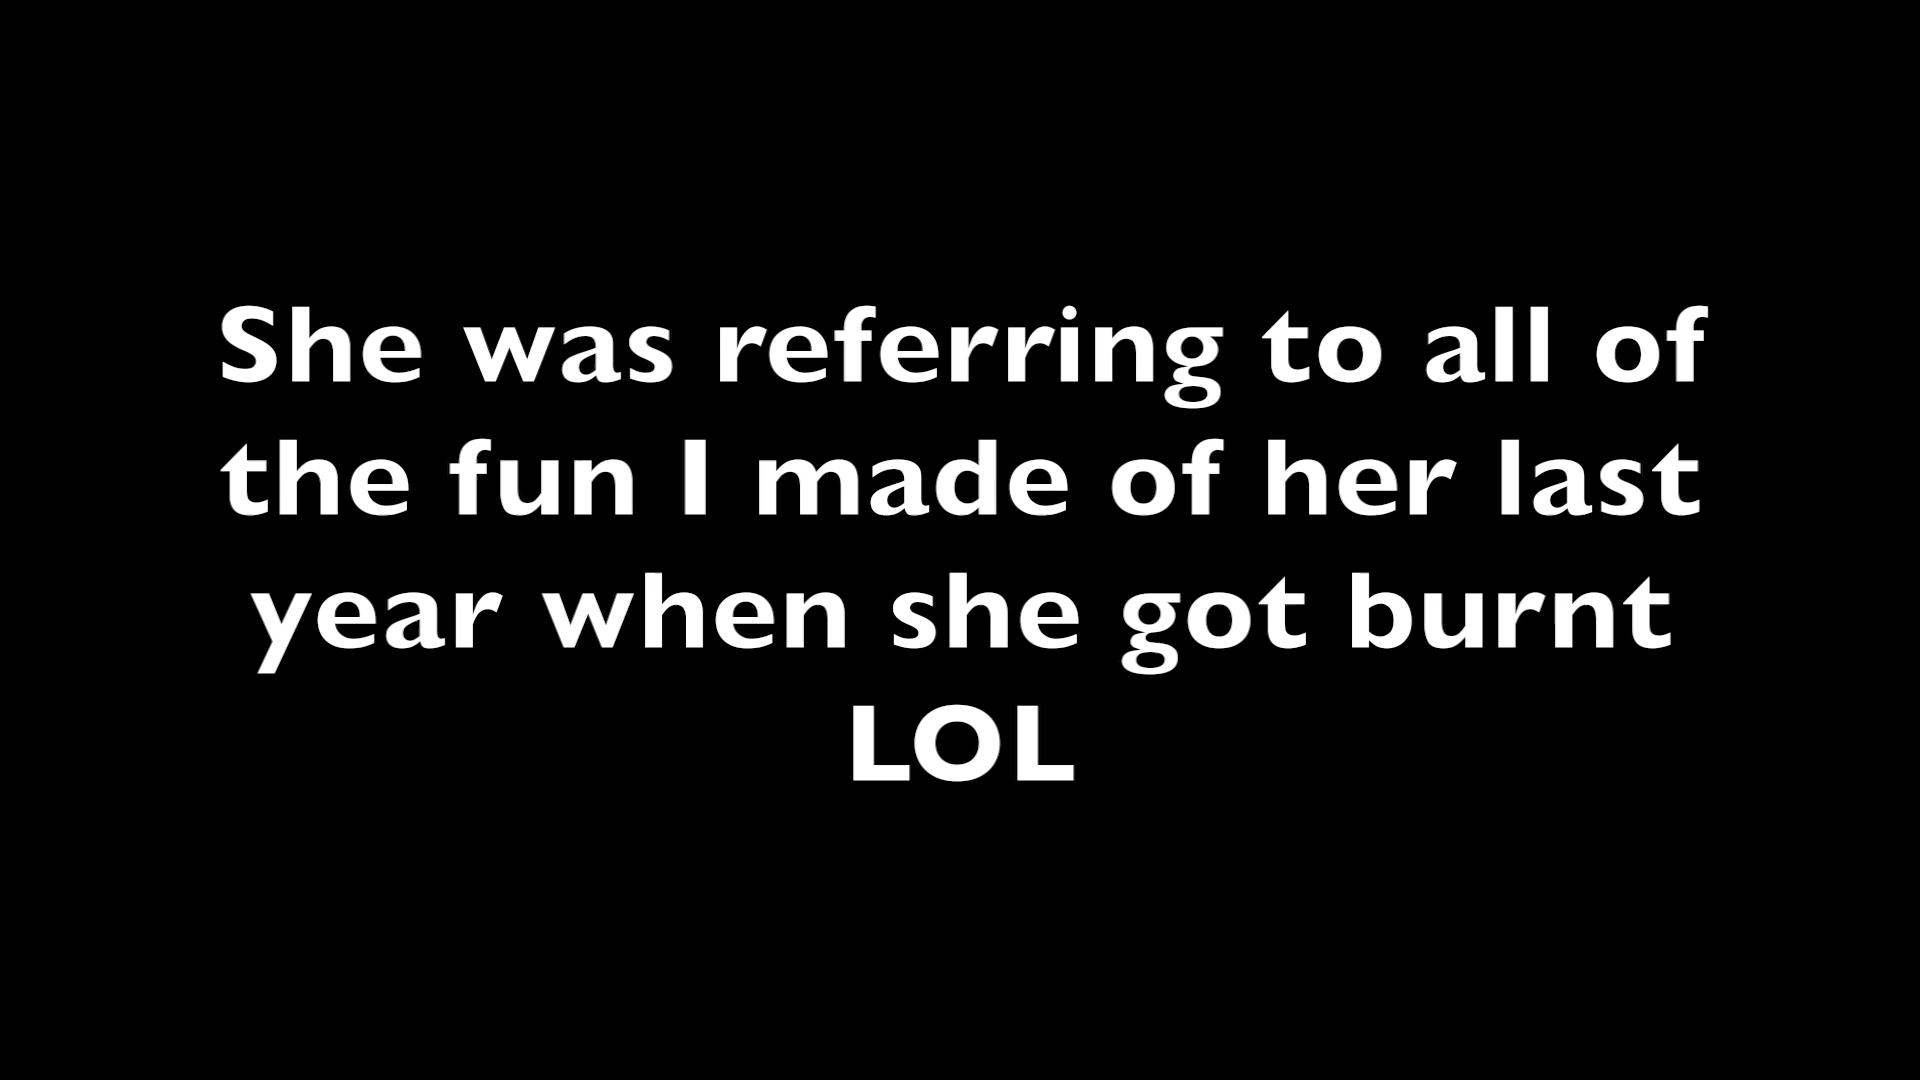 She was referring to all of
the fun I made of her last
year when she got burnt
LOL